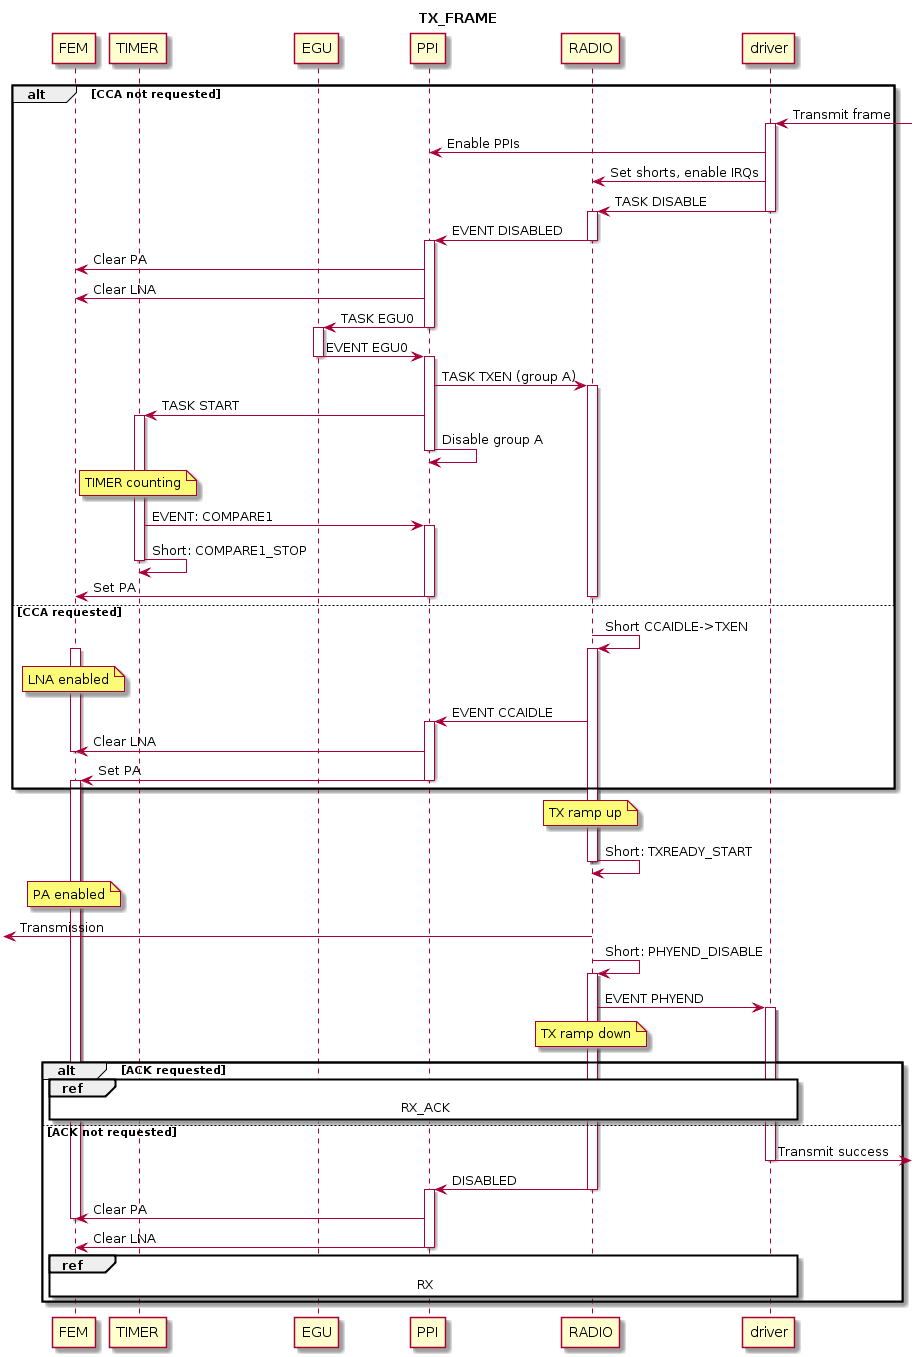 TX_FRAME
FEM TIMER EGU PPI RADIO driver
alt [CCA not requested]
Transmit frame
Enable PPIs
Set shorts, enable IRQs
TASK DISABLE
EVENT DISABLED
Clear PA
Clear LNA
TASK EGU0
EVENT EGU0
TASK TXEN (group A)
TASK START
Disable group A
TIMER counting
EVENT: COMPARE1
Short: COMPARE1_STOP
Set PA
[CCA requested]
Short CCAIDLE->TXEN
LNA enabled
EVENT CCAIDLE
Clear LNA
Set PA
TX ramp up
Short: TXREADY_START
PA enabled
Transmission
Short: PHYEND_DISABLE
EVENT PHYEND
TX ramp down
alt [ACK requested]
ref
RX_ACK
[ACK not requested]
Transmit success
DISABLED
Clear PA
Clear LNA
ref
RX
FEM TIMER EGU PPI RADIO driver